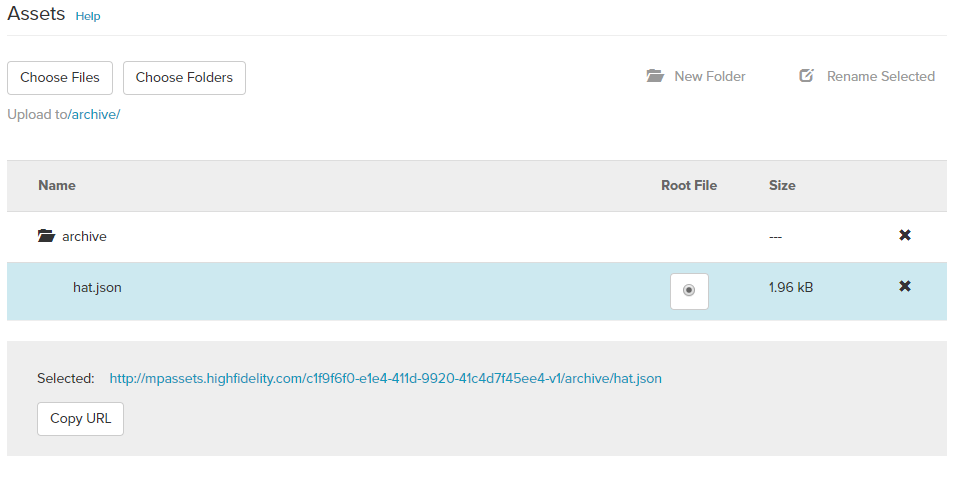 Assets Help
Choose Files Choose Folders New Folder Rename Selected
Upload to/archive/
Name Root File Size
archive ---
hat.json 1.96 kB
Selected: http://mpassets.highfidelity.com/c1f9f6f0-e1e4-411d-9920-41c4d7f45ee4-v1/archive/hat.json
Copy URL